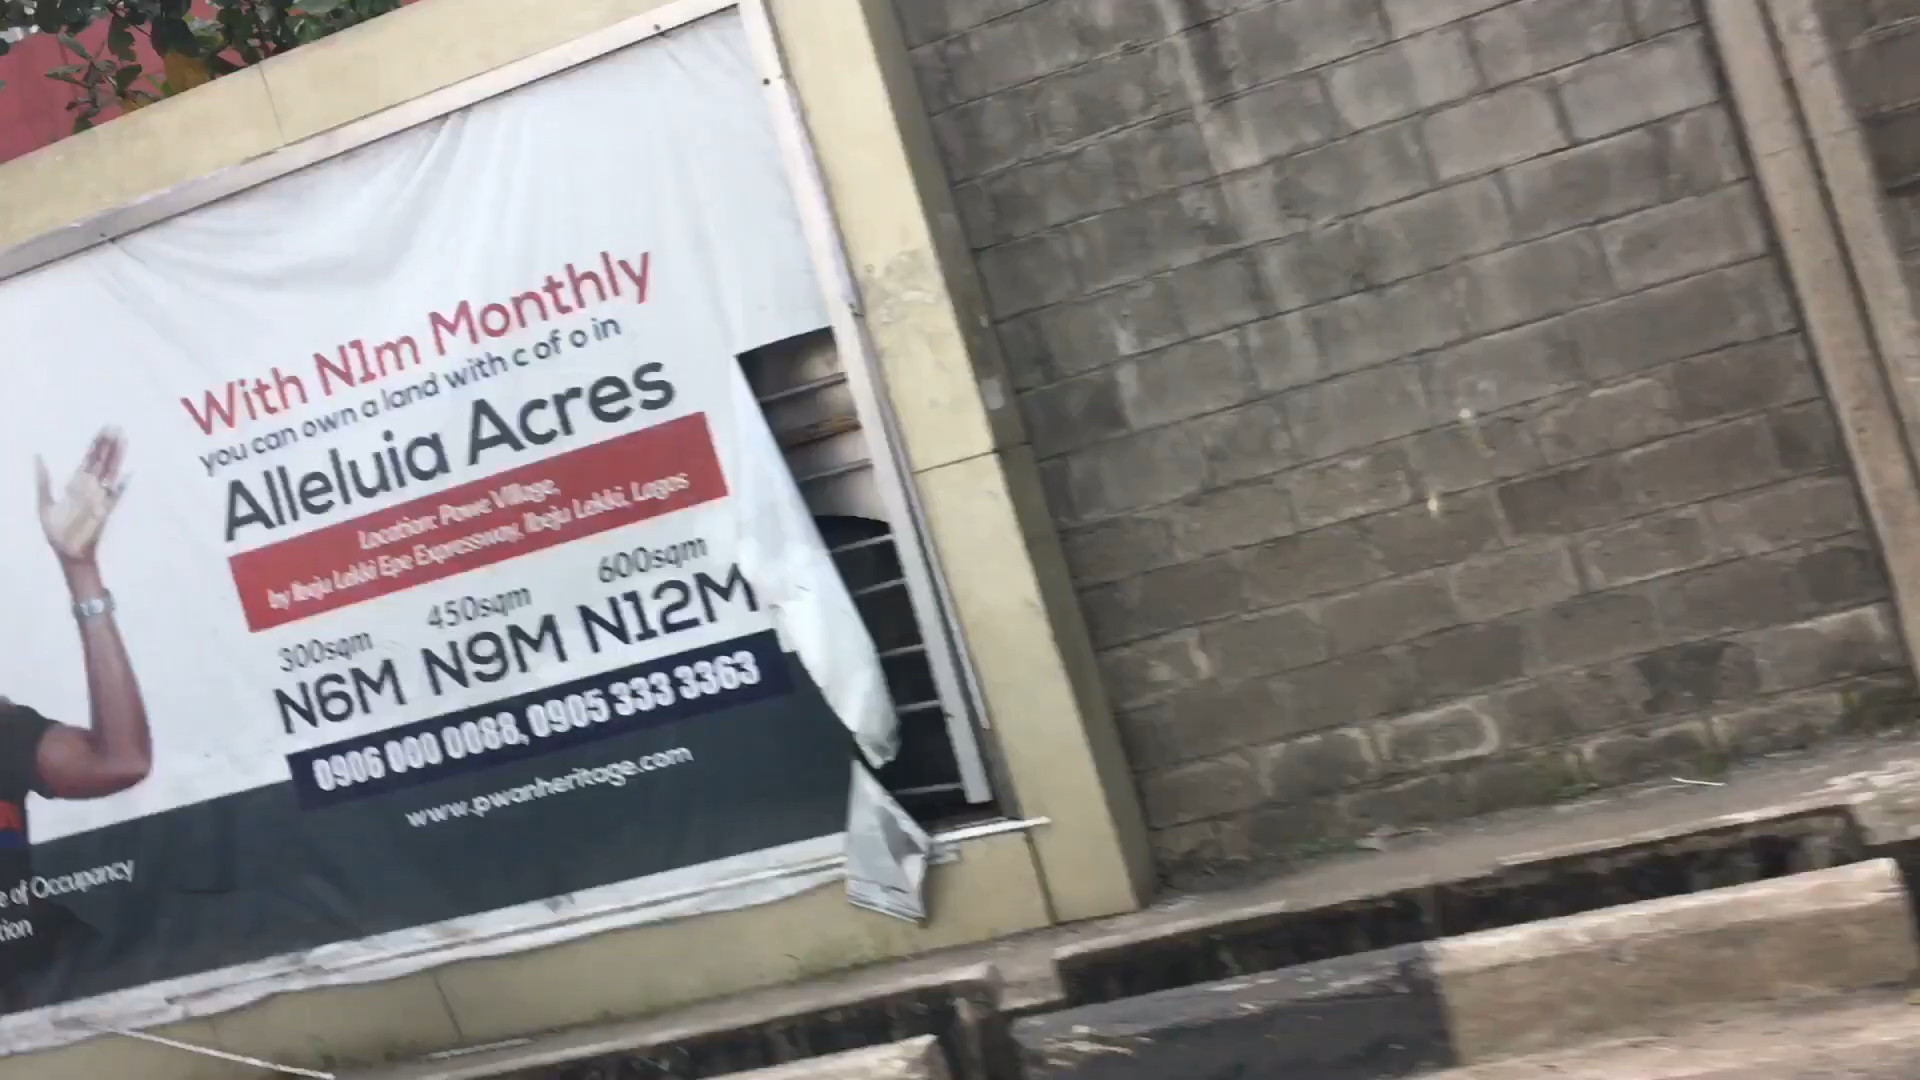 With N1m Monthly
you can own a land with c of o in
Alleluia Acres
Location: Powe Village,
by Ibeju Lekki Epe Expressway, Ibeju Lekki, Lagos
300sqm 450sqm 600sqm
N6M N9M N12M
0906 000 0088, 0905 333 3363
www.pwanheritage.com
e of Occupancy
tion